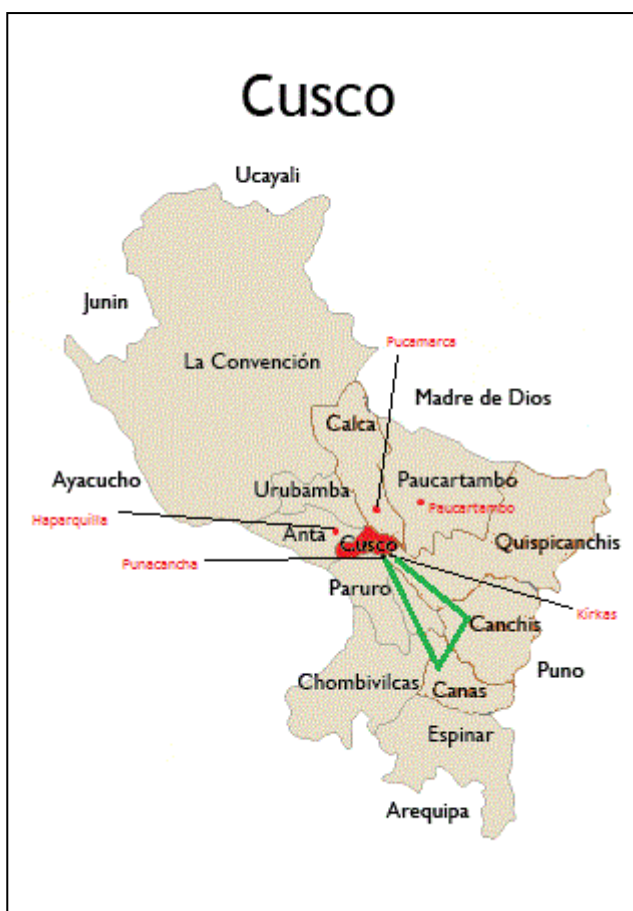 Cusco
Ucayali
Junin
Pucamarca
La Convención
Madre de Dios
Calca
Ayacucho
Urubamba
Paucartambo
Paucartambo
Haparquilla
Anta
Cusco
Quispicanchis
Punacancha
Paruro
Kirkas
Canchis
Puno
Chombivilcas
Canas
Espinar
Arequipa